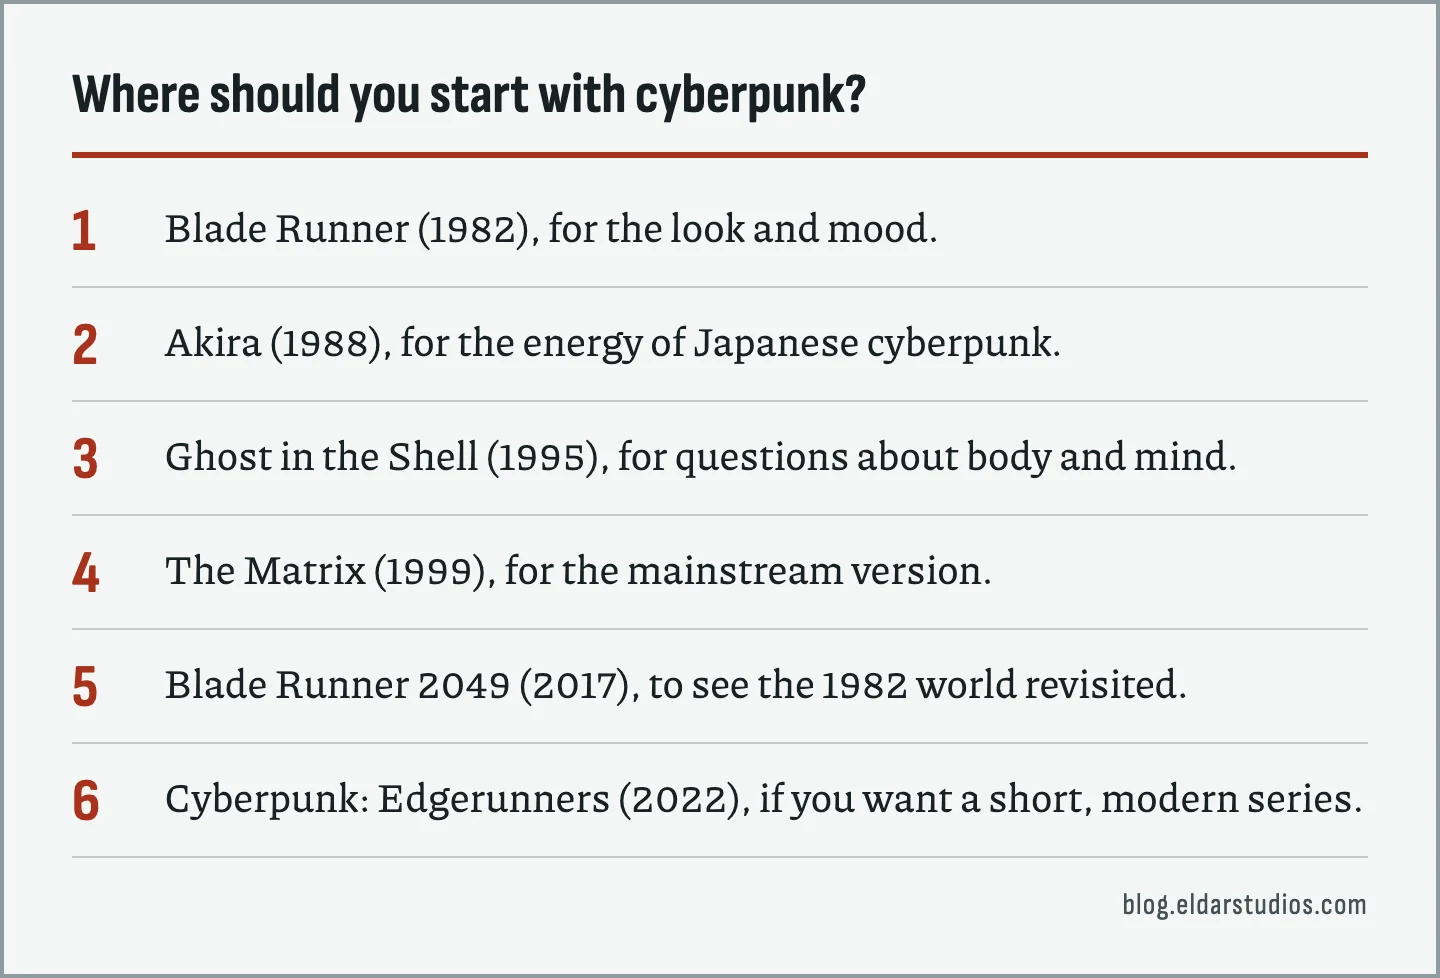 Where should you start with cyberpunk?
1 Blade Runner (1982), for the look and mood.
2 Akira (1988), for the energy of Japanese cyberpunk.
3 Ghost in the Shell (1995), for questions about body and mind.
4 The Matrix (1999), for the mainstream version.
5 Blade Runner 2049 (2017), to see the 1982 world revisited.
6 Cyberpunk: Edgerunners (2022), if you want a short, modern series.
blog.eldarstudios.com